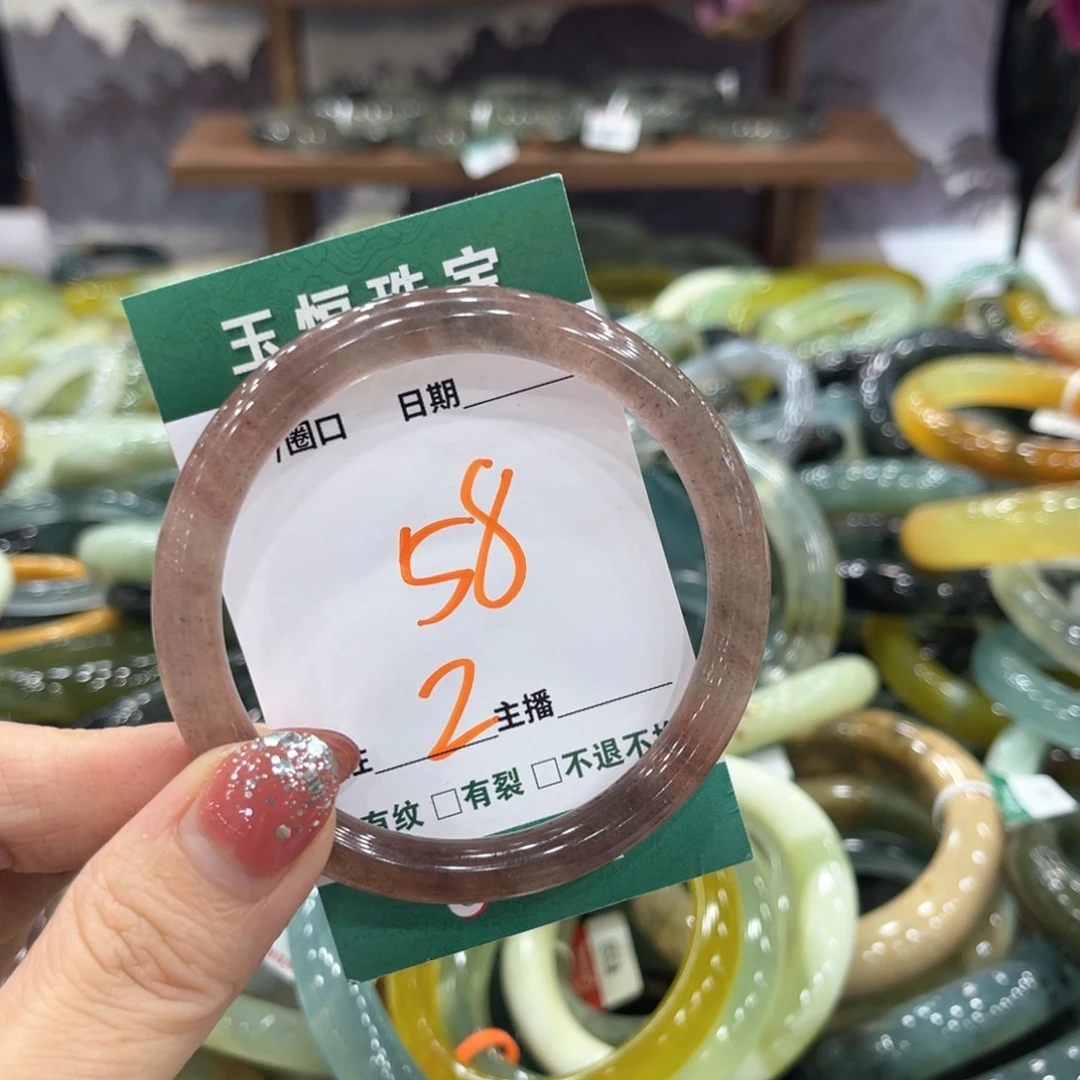 玉恒珠宝
圈口 日期
58
2 主播
有纹 □有裂 □不退不换